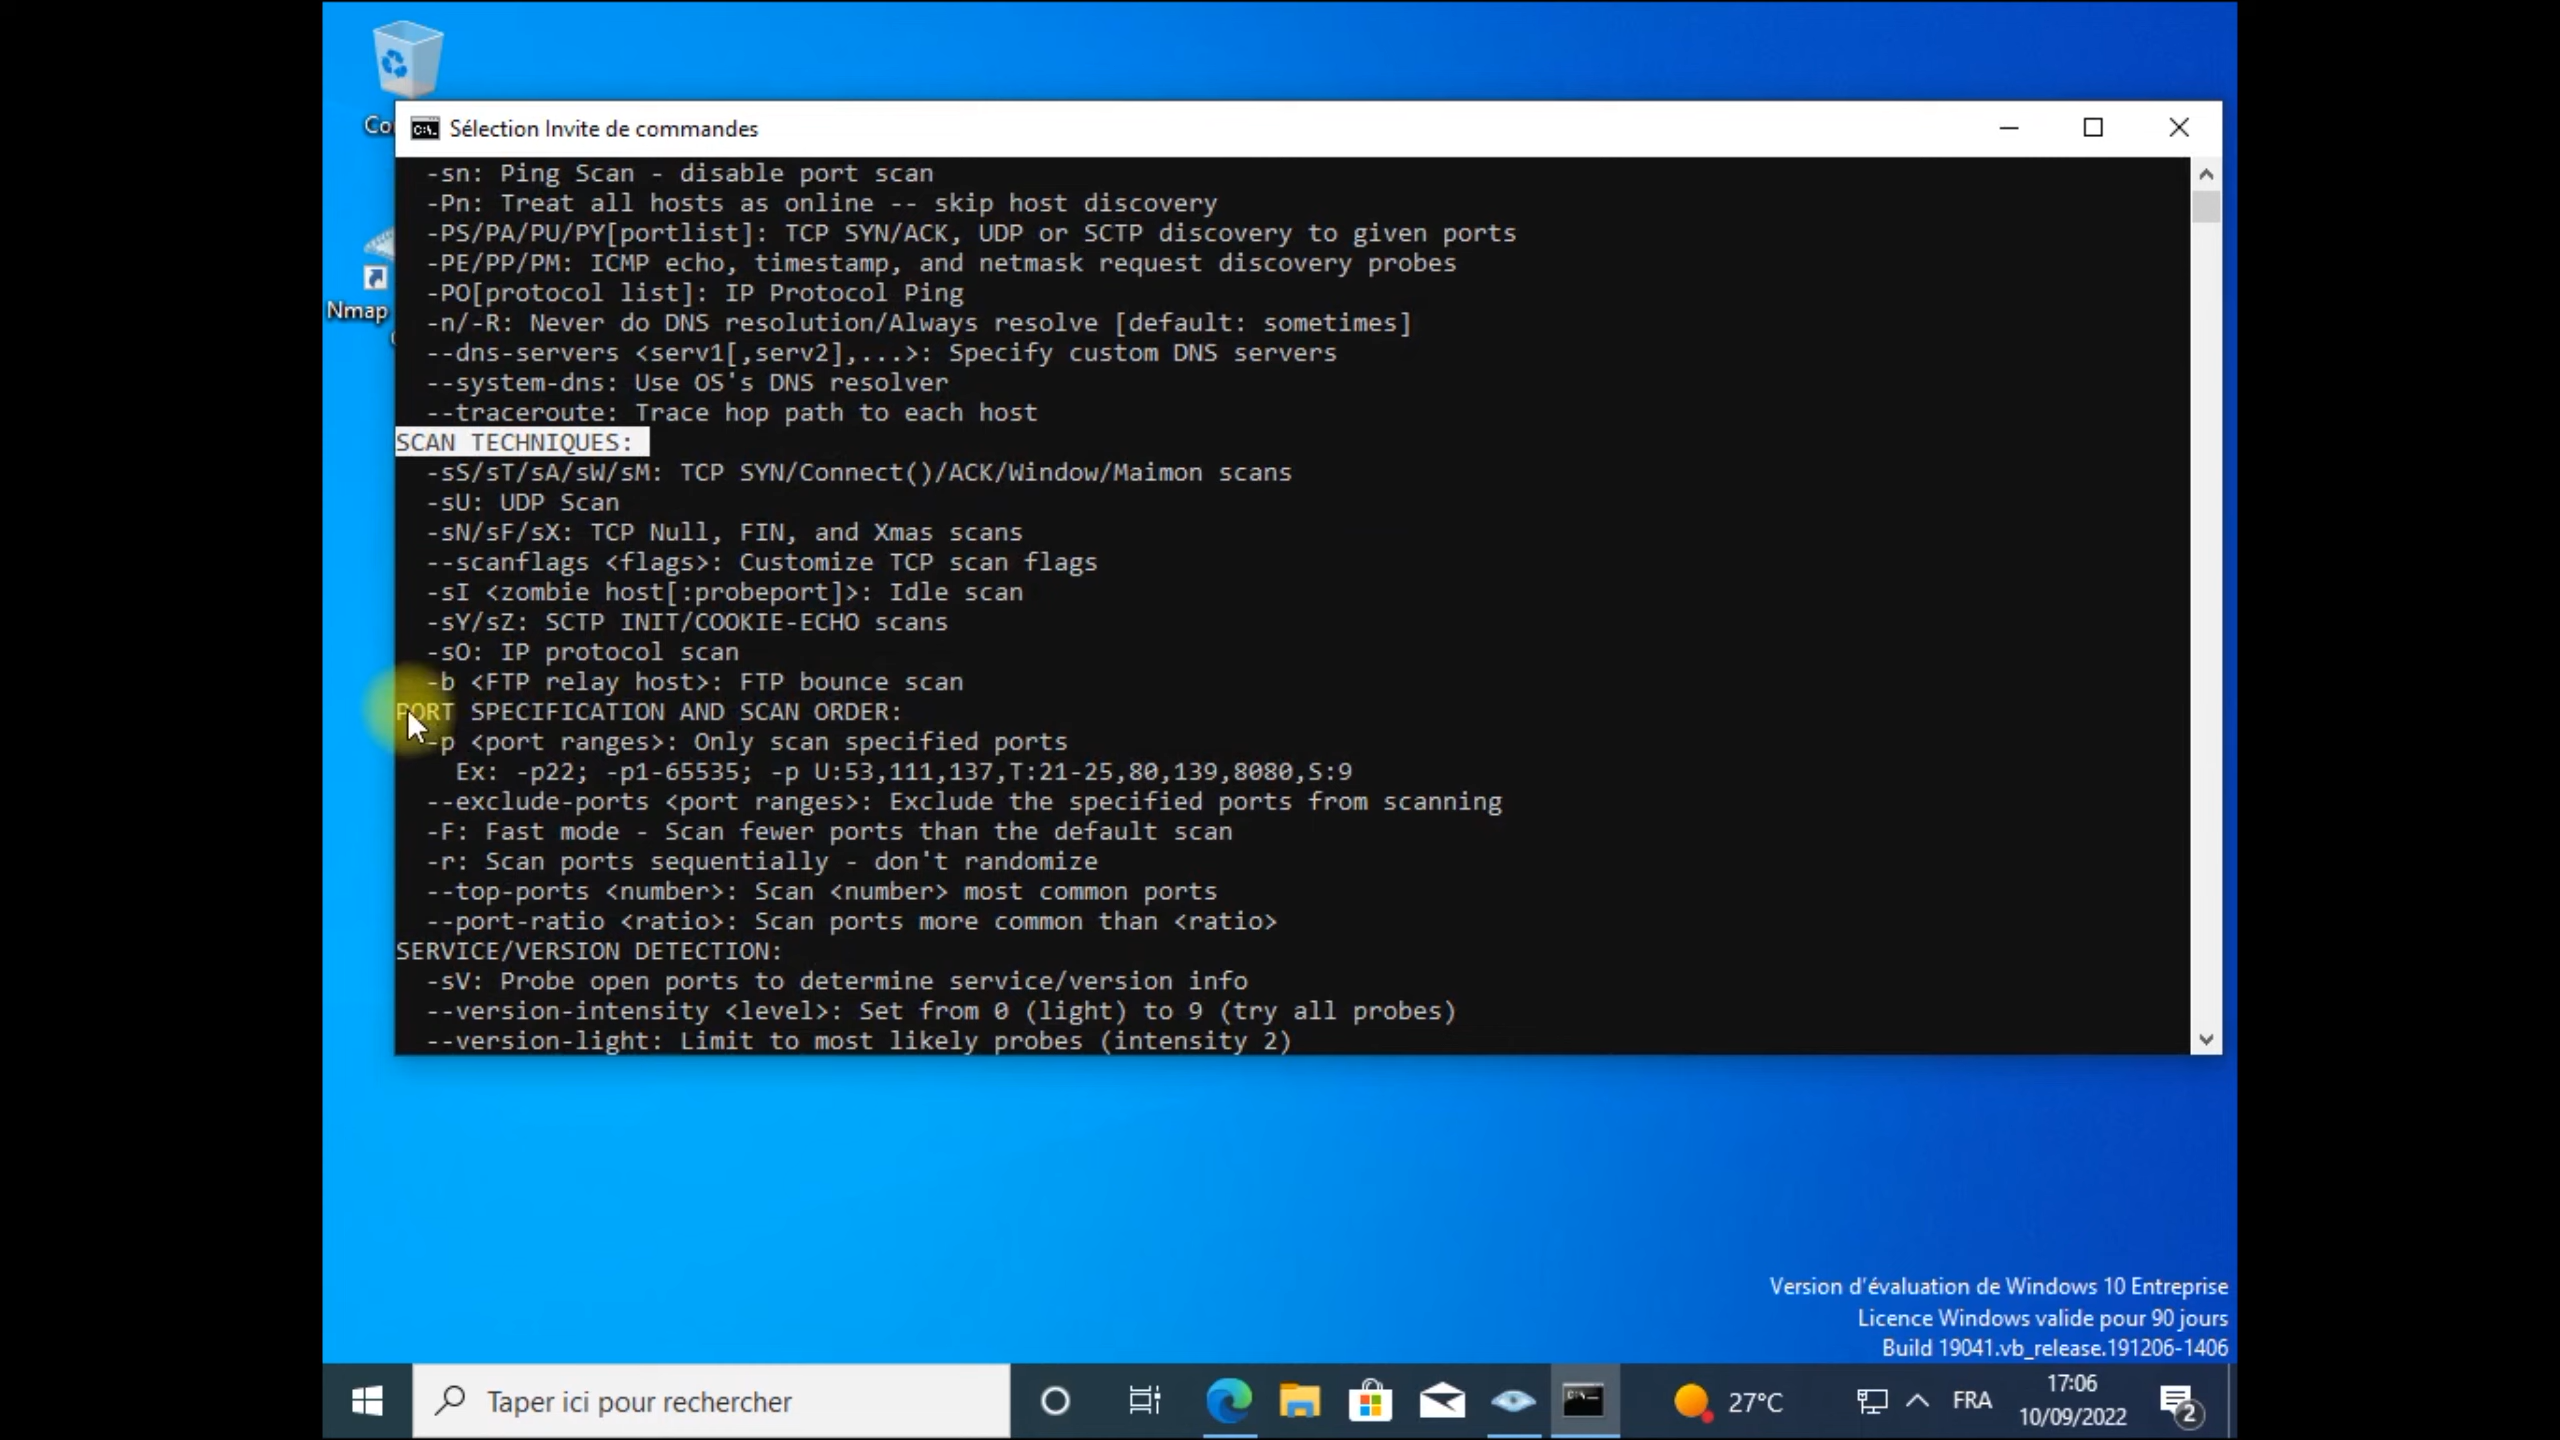 Co
Nmap
Sélection Invite de commandes
-sn: Ping Scan - disable port scan
-Pn: Treat all hosts as online -- skip host discovery
-PS/PA/PU/PY[portlist]: TCP SYN/ACK, UDP or SCTP discovery to given ports
-PE/PP/PM: ICMP echo, timestamp, and netmask request discovery probes
-PO[protocol list]: IP Protocol Ping
-n/-R: Never do DNS resolution/Always resolve [default: sometimes]
--dns-servers <serv1[,serv2],...>: Specify custom DNS servers
--system-dns: Use OS's DNS resolver
--traceroute: Trace hop path to each host
SCAN TECHNIQUES:
-sS/sT/sA/sW/sM: TCP SYN/Connect()/ACK/Window/Maimon scans
-sU: UDP Scan
-sN/sF/sX: TCP Null, FIN, and Xmas scans
--scanflags <flags>: Customize TCP scan flags
-sI <zombie host[:probeport]>: Idle scan
-sY/sZ: SCTP INIT/COOKIE-ECHO scans
-sO: IP protocol scan
-b <FTP relay host>: FTP bounce scan
PORT SPECIFICATION AND SCAN ORDER:
-p <port ranges>: Only scan specified ports
Ex: -p22; -p1-65535; -p U:53,111,137,T:21-25,80,139,8080,S:9
--exclude-ports <port ranges>: Exclude the specified ports from scanning
-F: Fast mode - Scan fewer ports than the default scan
-r: Scan ports sequentially - don't randomize
--top-ports <number>: Scan <number> most common ports
--port-ratio <ratio>: Scan ports more common than <ratio>
SERVICE/VERSION DETECTION:
-sV: Probe open ports to determine service/version info
--version-intensity <level>: Set from 0 (light) to 9 (try all probes)
--version-light: Limit to most likely probes (intensity 2)
Version d'évaluation de Windows 10 Entreprise
Licence Windows valide pour 90 jours
Build 19041.vb_release.191206-1406
Taper ici pour rechercher
27°C
FRA
17:06
10/09/2022
2